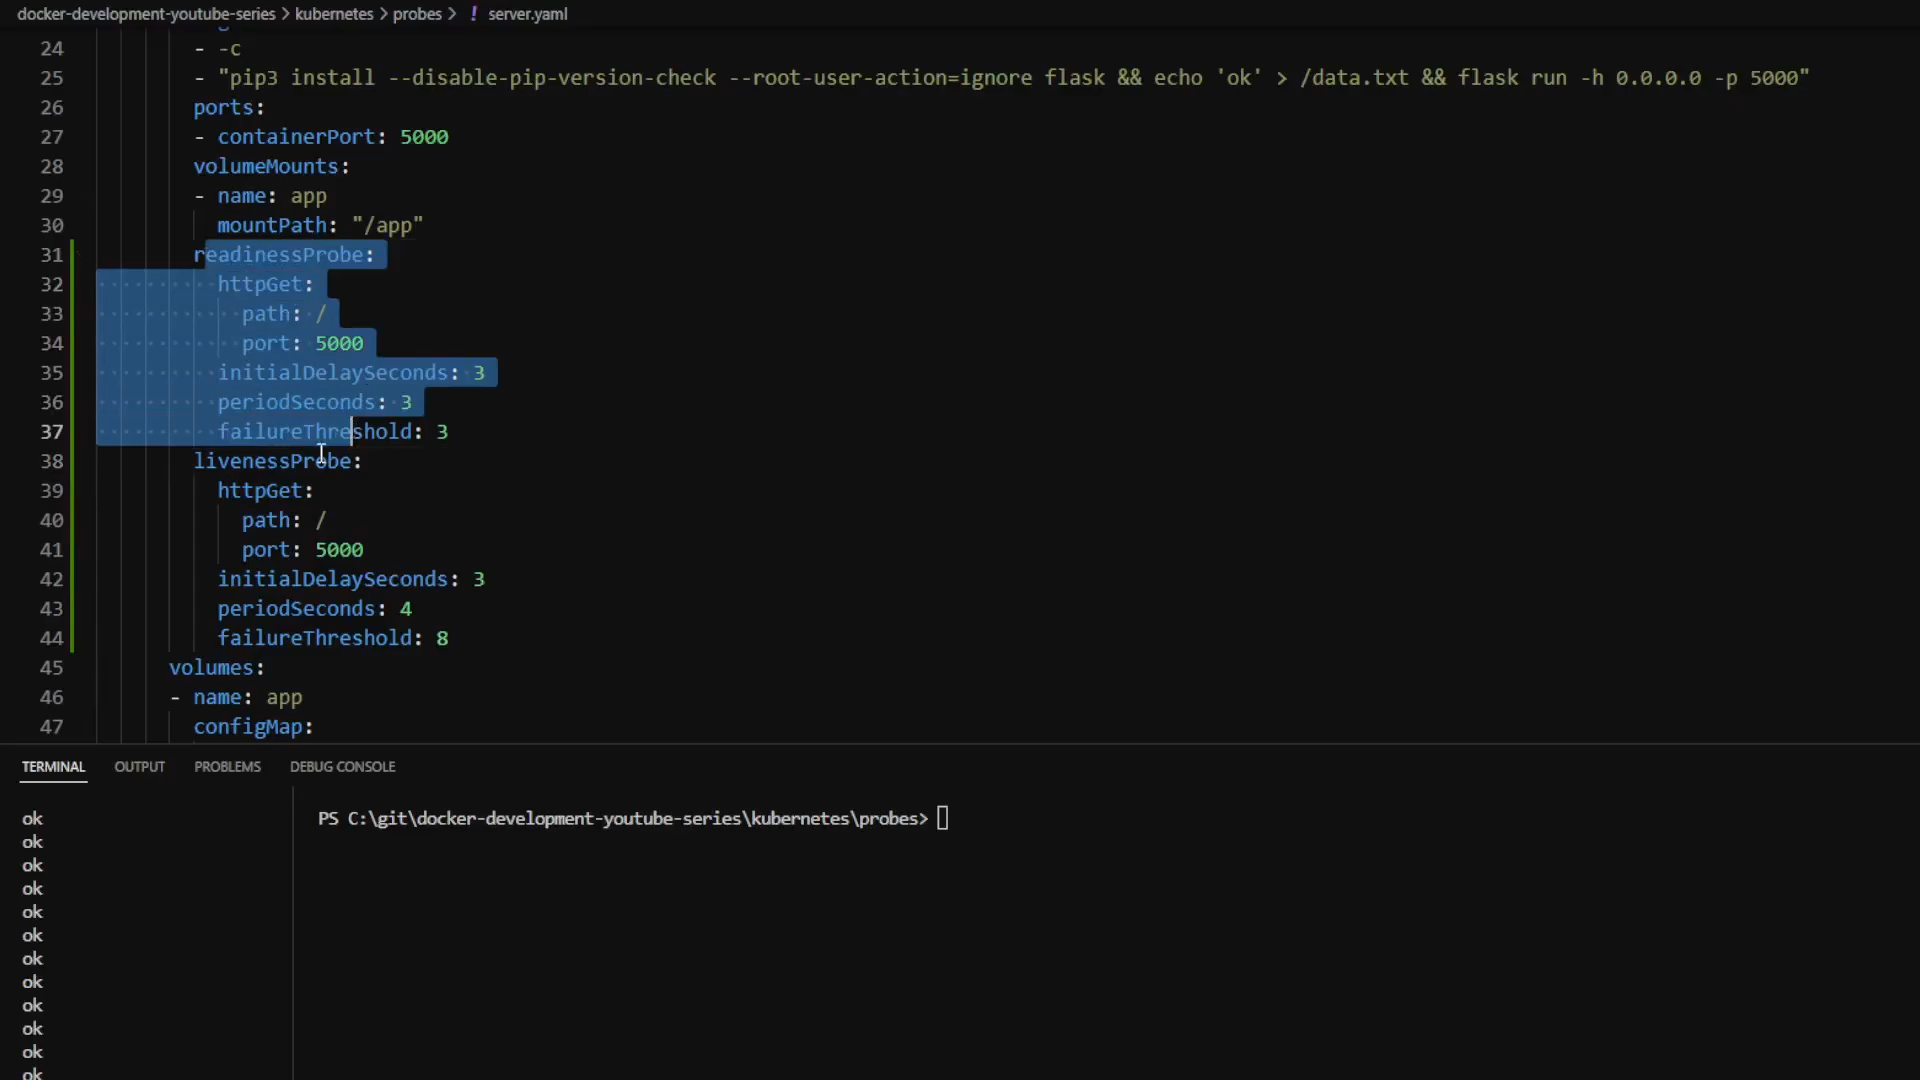 docker-development-youtube-series > kubernetes > probes > ! server.yaml
24 - -c
25 - "pip3 install --disable-pip-version-check --root-user-action=ignore flask && echo 'ok' > /data.txt && flask run -h 0.0.0.0 -p 5000"
26 ports:
27 - containerPort: 5000
28 volumeMounts:
29 - name: app
30 mountPath: "/app"
31 readinessProbe:
32 httpGet:
33 path: /
34 port: 5000
35 initialDelaySeconds: 3
36 periodSeconds: 3
37 failureThreshold: 3
38 livenessProbe:
39 httpGet:
40 path: /
41 port: 5000
42 initialDelaySeconds: 3
43 periodSeconds: 4
44 failureThreshold: 8
45 volumes:
46 - name: app
47 configMap:
TERMINAL OUTPUT PROBLEMS DEBUG CONSOLE
ok PS C:\git\docker-development-youtube-series\kubernetes\probes>
ok
ok
ok
ok
ok
ok
ok
ok
ok
ok
ok